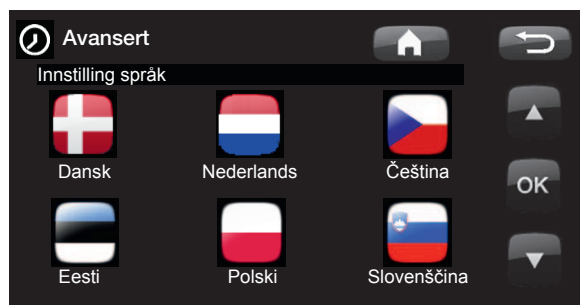 Avansert
Innstilling språk
Dansk Nederlands Čeština
OK
Eesti Polski Slovenščina